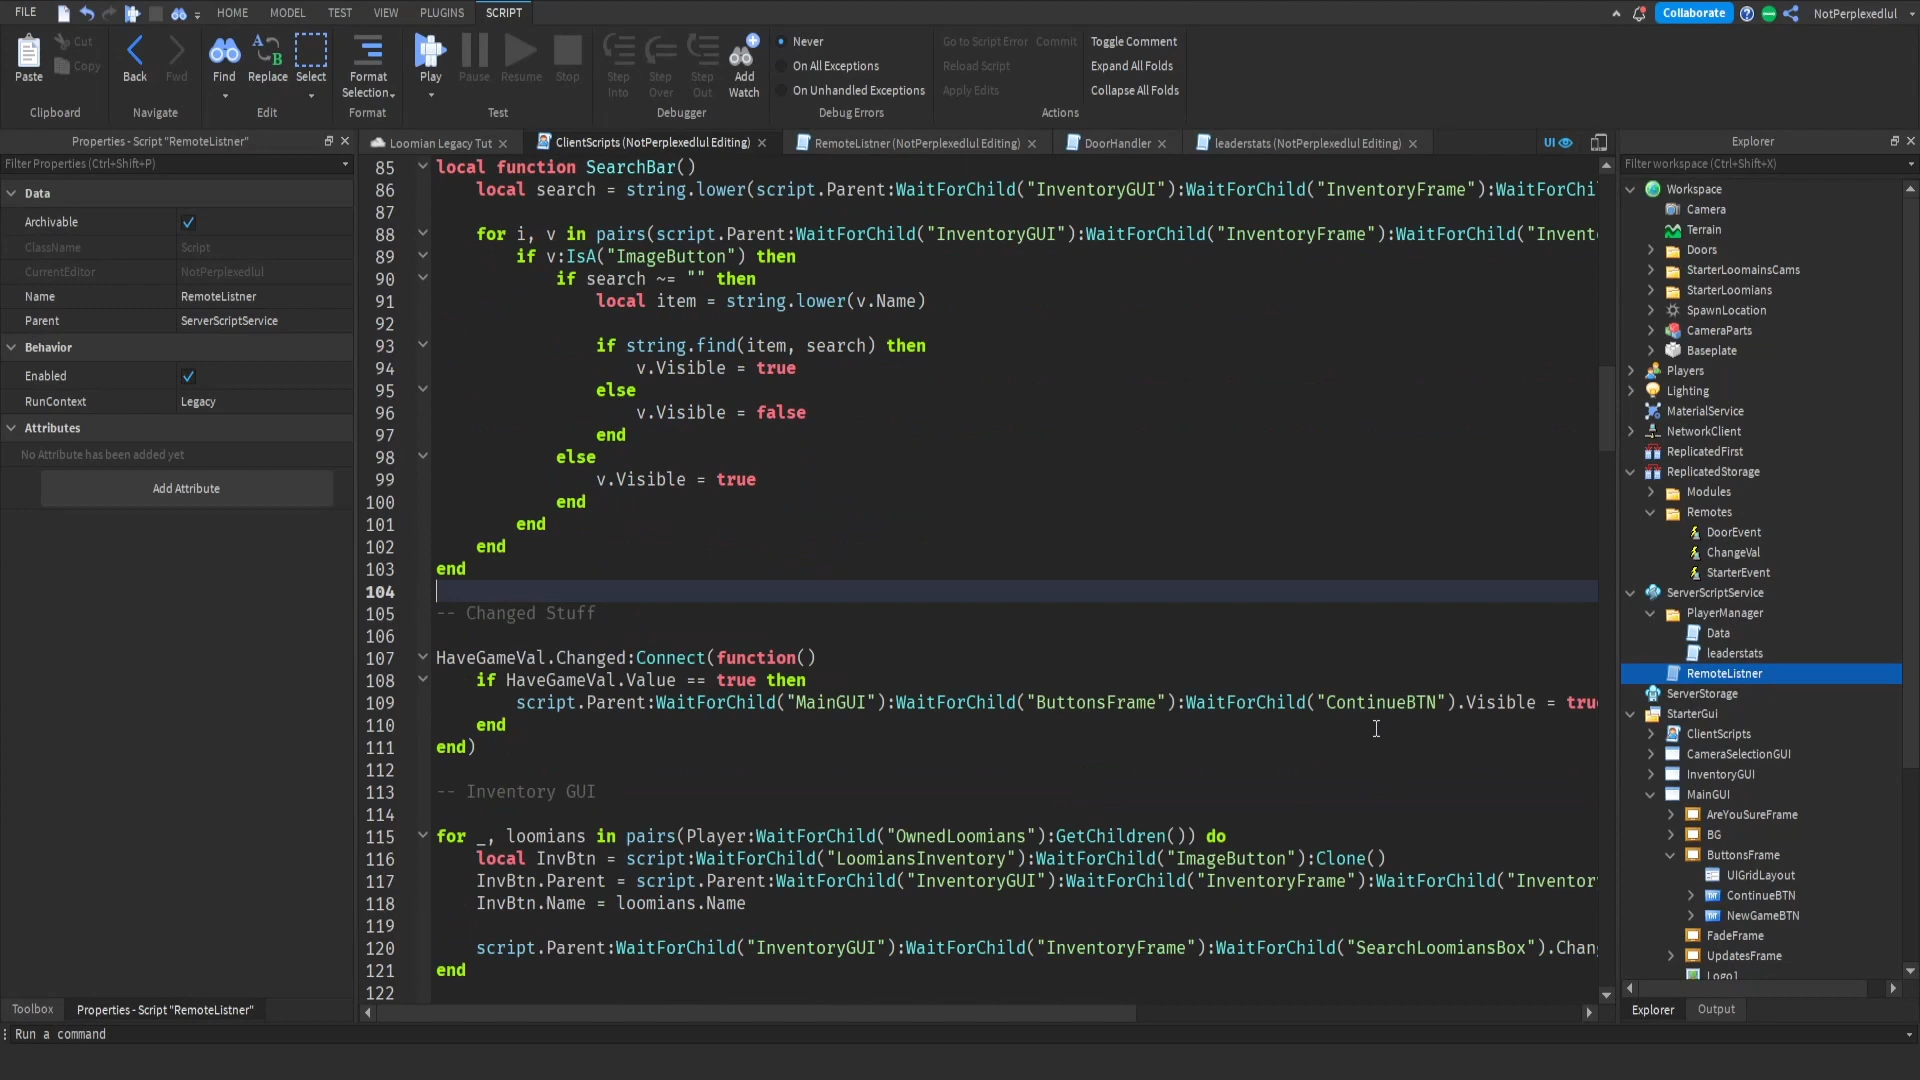 FILE
HOME
MODEL
TEST
VIEW
PLUGINS
SCRIPT
Collaborate
NotPerplexedlul
Paste
Cut
Copy
Clipboard
Back
Fwd
Navigate
Find
Replace
Select
Edit
Format
Selection
Format
Play
Pause
Resume
Stop
Test
Step
Into
Step
Over
Step
Out
Add
Watch
Debugger
Never
On All Exceptions
On Unhandled Exceptions
Debug Errors
Go to Script Error
Commit
Reload Script
Apply Edits
Toggle Comment
Expand All Folds
Collapse All Folds
Actions
Properties - Script "RemoteListner"
Filter Properties (Ctrl+Shift+P)
Data
Archivable
ClassName Script
CurrentEditor NotPerplexedlul
Name RemoteListner
Parent ServerScriptService
Behavior
Enabled
RunContext Legacy
Attributes
No Attribute has been added yet
Add Attribute
Toolbox
Properties - Script "RemoteListner"
Run a command
Loomian Legacy Tut
ClientScripts (NotPerplexedlul Editing)
RemoteListner (NotPerplexedlul Editing)
DoorHandler
leaderstats (NotPerplexedlul Editing)
UI
85 local function SearchBar()
86 local search = string.lower(script.Parent:WaitForChild("InventoryGUI"):WaitForChild("InventoryFrame"):WaitForChi
87
88 for i, v in pairs(script.Parent:WaitForChild("InventoryGUI"):WaitForChild("InventoryFrame"):WaitForChild("Invent
89 if v:IsA("ImageButton") then
90 if search ~= "" then
91 local item = string.lower(v.Name)
92
93 if string.find(item, search) then
94 v.Visible = true
95 else
96 v.Visible = false
97 end
98 else
99 v.Visible = true
100 end
101 end
102 end
103 end
104
105 -- Changed Stuff
106
107 HaveGameVal.Changed:Connect(function()
108 if HaveGameVal.Value == true then
109 script.Parent:WaitForChild("MainGUI"):WaitForChild("ButtonsFrame"):WaitForChild("ContinueBTN").Visible = tru
110 end
111 end)
112
113 -- Inventory GUI
114
115 for _, loomians in pairs(Player:WaitForChild("OwnedLoomians"):GetChildren()) do
116 local InvBtn = script:WaitForChild("LoomiansInventory"):WaitForChild("ImageButton"):Clone()
117 InvBtn.Parent = script.Parent:WaitForChild("InventoryGUI"):WaitForChild("InventoryFrame"):WaitForChild("Inventor
118 InvBtn.Name = loomians.Name
119
120 script.Parent:WaitForChild("InventoryGUI"):WaitForChild("InventoryFrame"):WaitForChild("SearchLoomiansBox").Chan
121 end
122
Explorer
Filter workspace (Ctrl+Shift+X)
Workspace
Camera
Terrain
Doors
StarterLoomainsCams
StarterLoomians
SpawnLocation
CameraParts
Baseplate
Players
Lighting
MaterialService
NetworkClient
ReplicatedFirst
ReplicatedStorage
Modules
Remotes
DoorEvent
ChangeVal
StarterEvent
ServerScriptService
PlayerManager
Data
leaderstats
RemoteListner
ServerStorage
StarterGui
ClientScripts
CameraSelectionGUI
InventoryGUI
MainGUI
AreYouSureFrame
BG
ButtonsFrame
UIGridLayout
ContinueBTN
NewGameBTN
FadeFrame
UpdatesFrame
Logo1
Explorer
Output